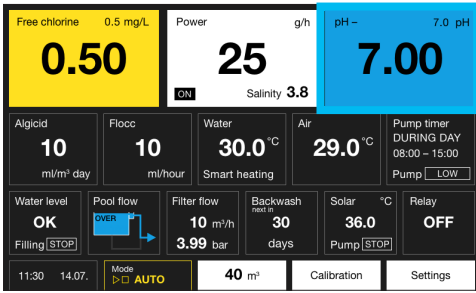 Free chlorine 0.5 mg/L
0.50
Power g/h
25
ON Salinity 3.8
pH – 7.0 pH
7.00
Algicid
10
ml/m³ day
Flocc
10
ml/hour
Water
30.0 °C
Smart heating
Air
29.0 °C
Pump timer
DURING DAY
08:00 – 15:00
Pump LOW
Water level
OK
Filling STOP
Pool flow
OVER
Filter flow
10 m³/h
3.99 bar
Backwash
next in
30
days
Solar °C
36.0
Pump STOP
Relay
OFF
11:30 14.07.
Mode
AUTO
40 m³
Calibration
Settings